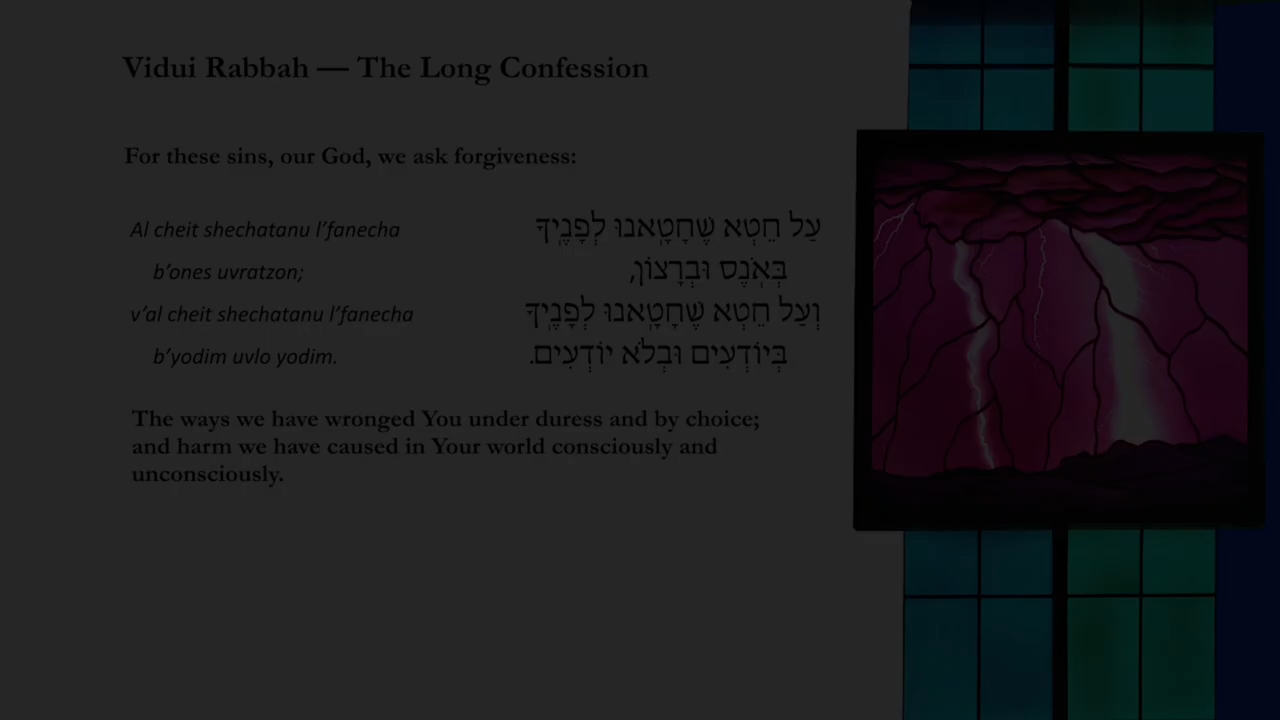 Vidui Rabbah — The Long Confession
For these sins, our God, we ask forgiveness:
Al cheit shechatanu l’fanecha
b’ones uvratzon;
v’al cheit shechatanu l’fanecha
b’yodim uvlo yodim.
עַל חֵטְא שֶׁחָטָֽאנוּ לְפָנֶֽיךָ
בְּאֹֽנֶס וּבְרָצוֹן,
וְעַל חֵטְא שֶׁחָטָֽאנוּ לְפָנֶֽיךָ
בְּיוֹדְעִים וּבְלֹא יוֹדְעִים.
The ways we have wronged You under duress and by choice;
and harm we have caused in Your world consciously and
unconsciously.